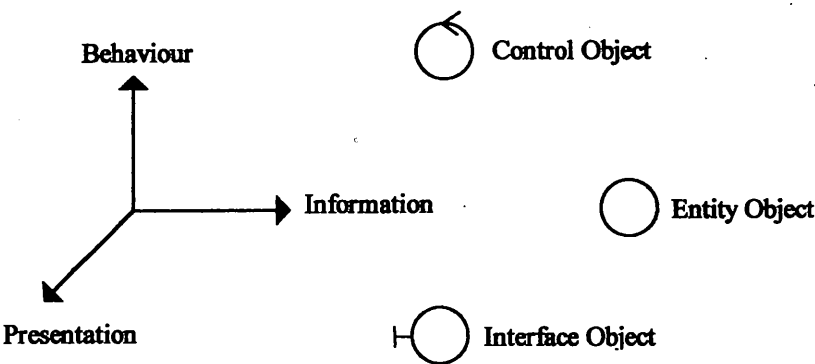 Control Object
Behaviour
Information
Entity Object
Presentation
Interface Object